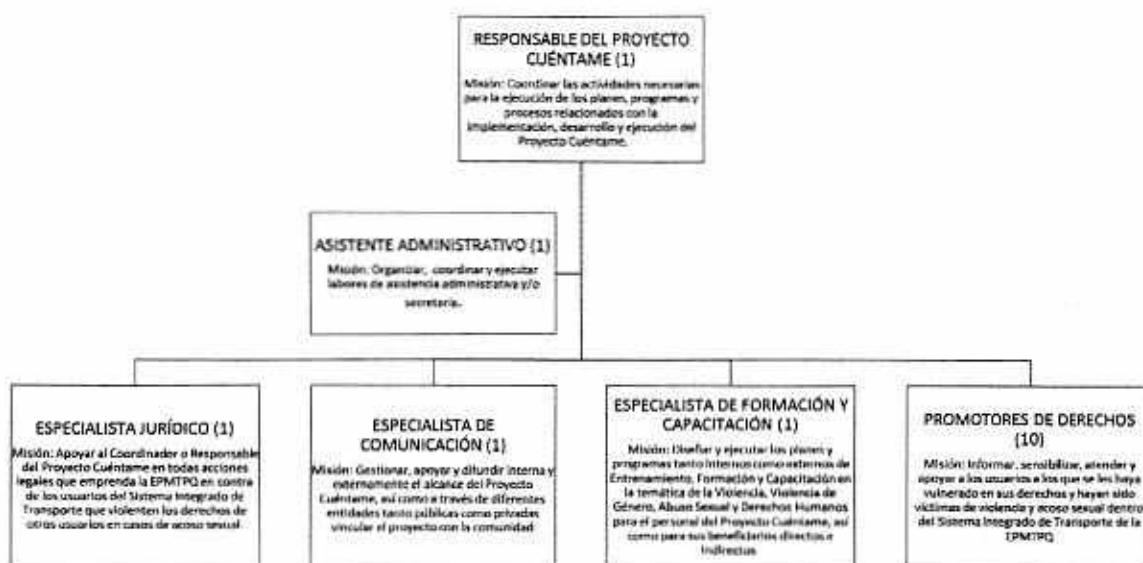 RESPONSABLE DEL PROYECTO
CUÉNTAME (1)
Misión: Coordinar las actividades necesarias
para la ejecución de los planes, programas y
procesos relacionados con la
implementación, desarrollo y ejecución del
Proyecto Cuéntame.
ASISTENTE ADMINISTRATIVO (1)
Misión: Organizar, coordinar y ejecutar
labores de asistencia administrativa y/o
secretaría.
ESPECIALISTA JURÍDICO (1)
Misión: Apoyar al Coordinador o Responsable
del Proyecto Cuéntame en todas acciones
legales que emprenda la EPMTPQ en contra
de los usuarios del Sistema Integrado de
Transporte que violenten los derechos de
otros usuarios en casos de acoso sexual
ESPECIALISTA DE
COMUNICACIÓN (1)
Misión: Gestionar, apoyar y difundir interna y
externamente el alcance del Proyecto
Cuéntame, así como a través de diferentes
entidades tanto públicas como privadas
vincular el proyecto con la comunidad
ESPECIALISTA DE FORMACIÓN Y
CAPACITACIÓN (1)
Misión: Diseñar y ejecutar los planes y
programas tanto internos como externos de
Entrenamiento, Formación y Capacitación en
la temática de la Violencia, Violencia de
Género, Abuso Sexual y Derechos Humanos
para el personal del Proyecto Cuéntame, así
como para sus beneficiarios directos e
indirectos
PROMOTORES DE DERECHOS
(10)
Misión: Informar, sensibilizar, atender y
apoyar a los usuarios a los que se les haya
vulnerado en sus derechos y hayan sido
víctimas de violencia y acoso sexual dentro
del Sistema Integrado de Transporte de la
EPMTPQ